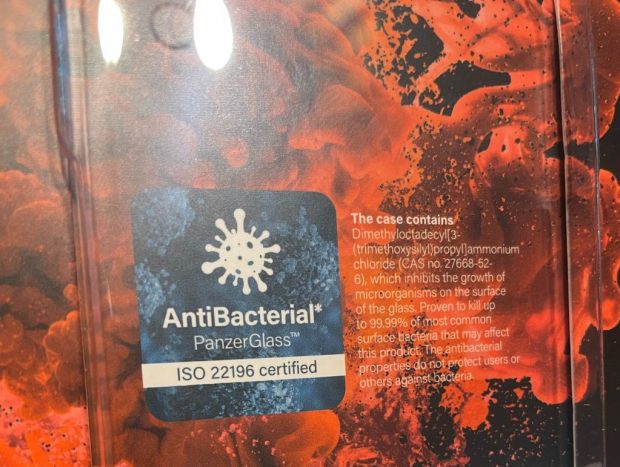 AntiBacterial*
PanzerGlass™
ISO 22196 certified
The case contains
Dimethyloctadecyl[3-
(trimethoxysilyl)propyl]ammonium
chloride (CAS no. 27668-52-
6), which inhibits the growth of
microorganisms on the surface
of the glass. Proven to kill up
to 99.99% of most common
surface bacteria that may affect
this product. The antibacterial
properties do not protect users or
others against bacteria.